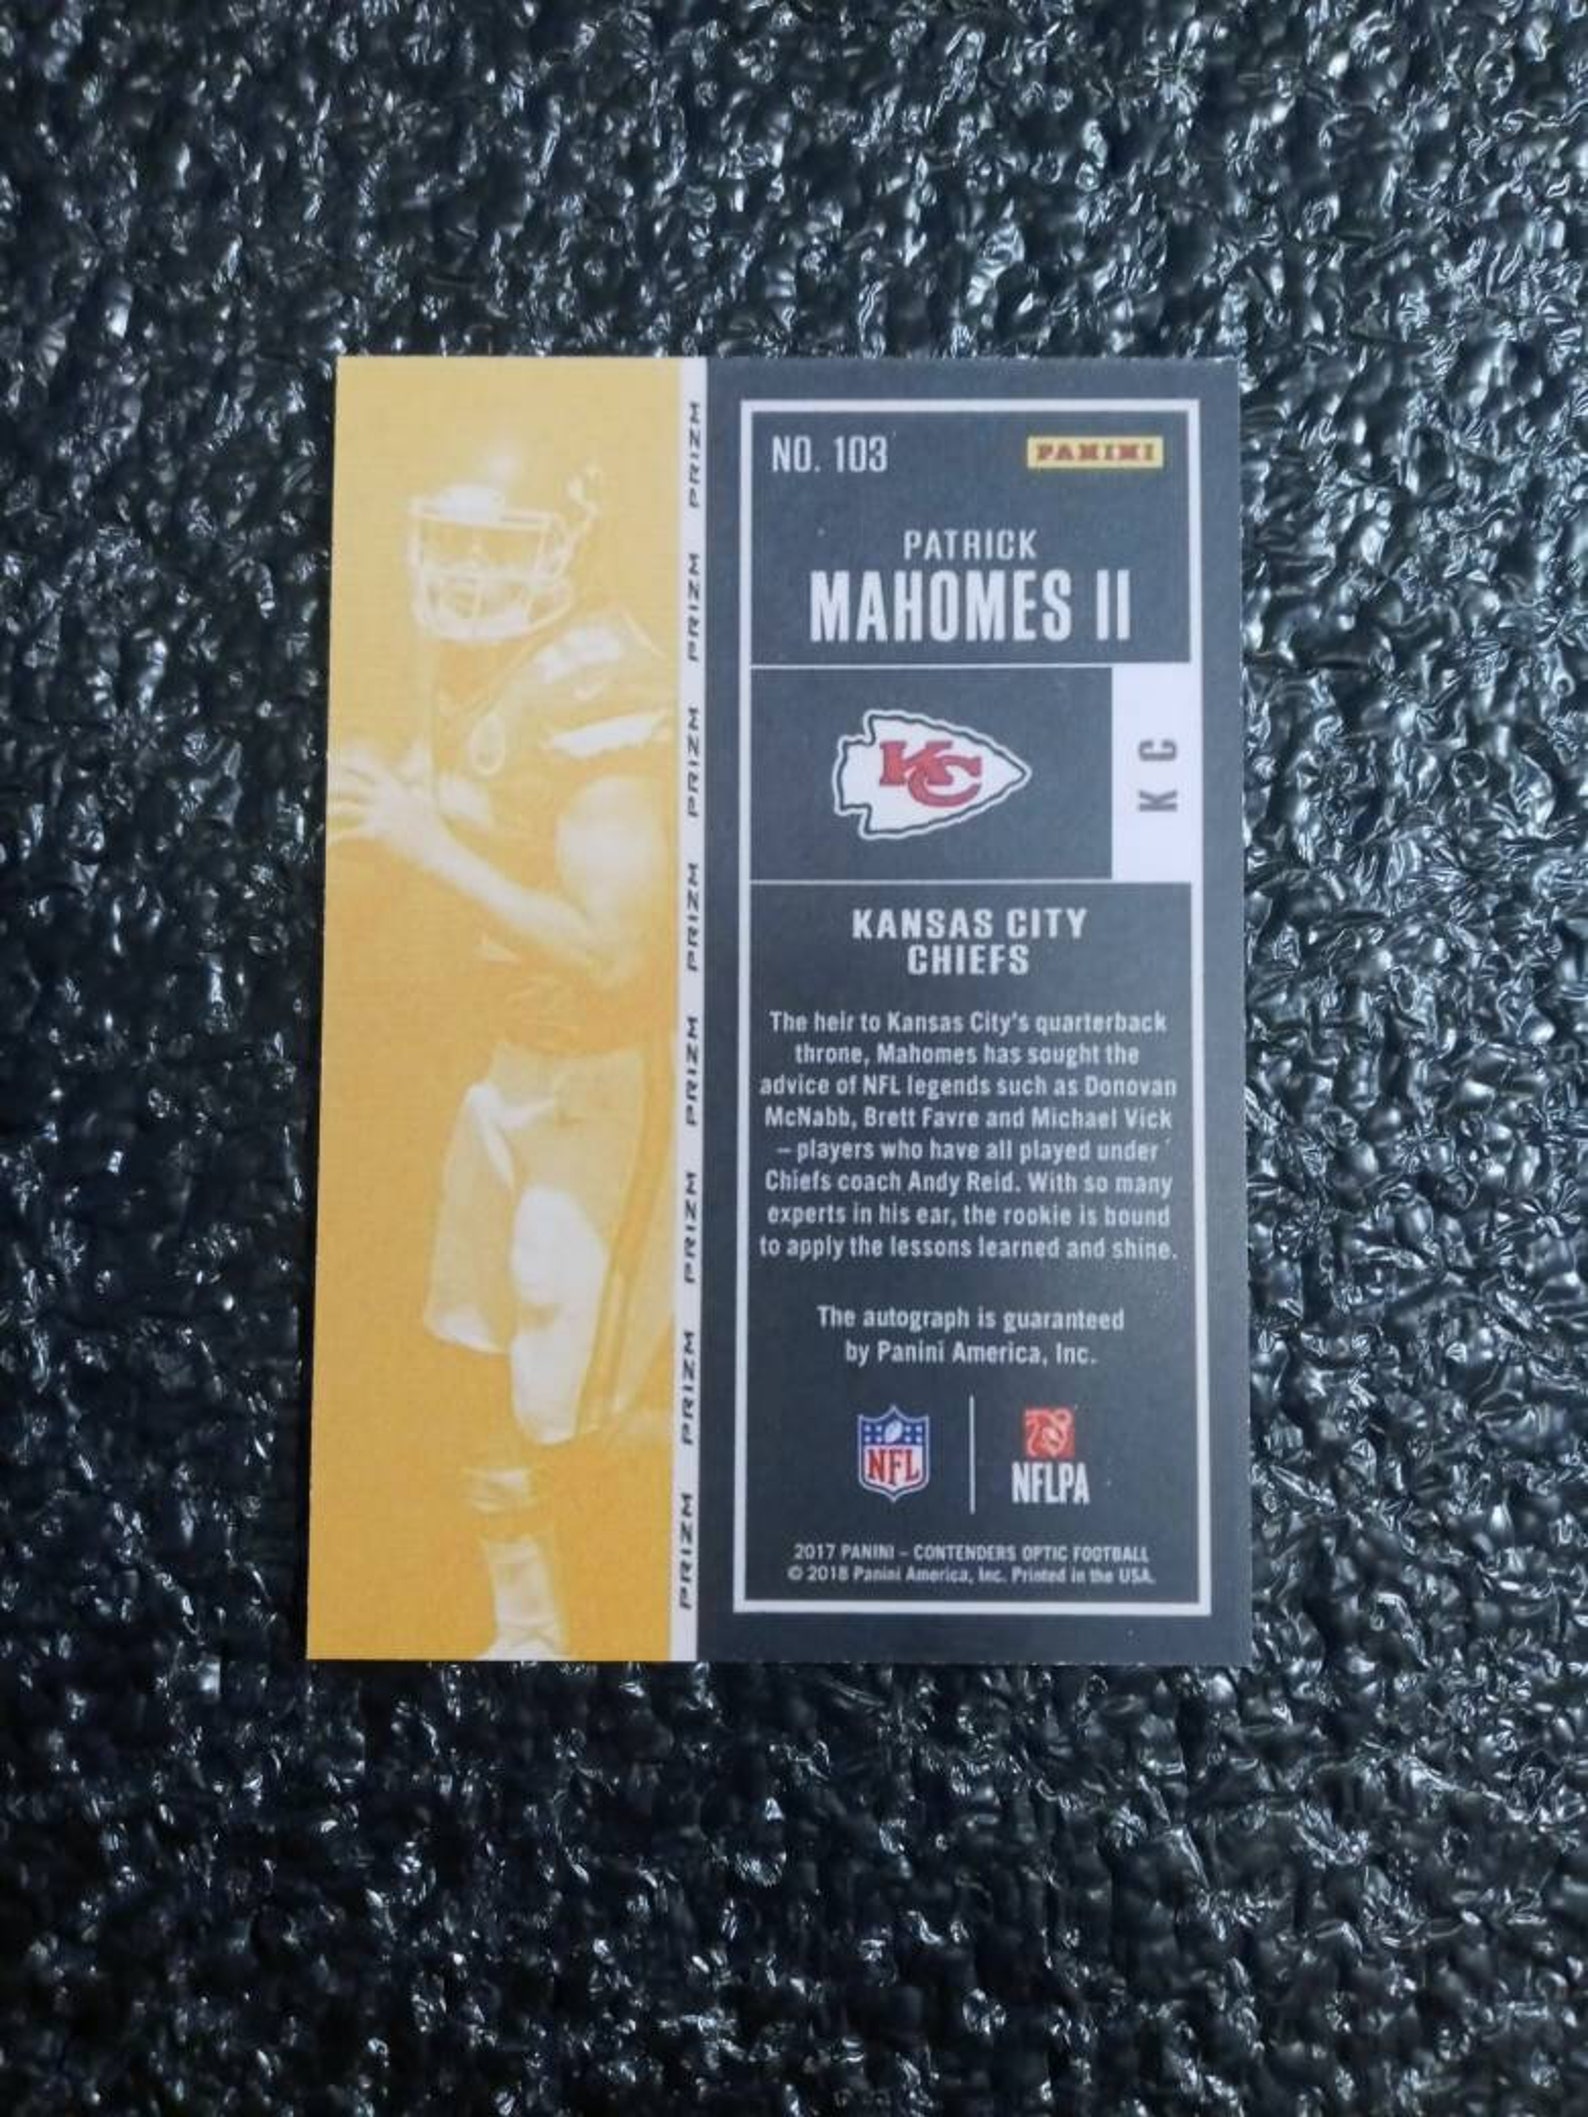 NO. 103
PANINI
PATRICK
MAHOMES II
KC
KC
KANSAS CITY
CHIEFS
The heir to Kansas City's quarterback
throne, Mahomes has sought the
advice of NFL legends such as Donovan
McNabb, Brett Favre and Michael Vick
– players who have all played under
Chiefs coach Andy Reid. With so many
experts in his ear, the rookie is bound
to apply the lessons learned and shine.
The autograph is guaranteed
by Panini America, Inc.
NFL
NFLPA
2017 PANINI – CONTENDERS OPTIC FOOTBALL
© 2018 Panini America, Inc. Printed in the USA.
PRIZM PRIZM PRIZM PRIZM PRIZM PRIZM PRIZM PRIZM